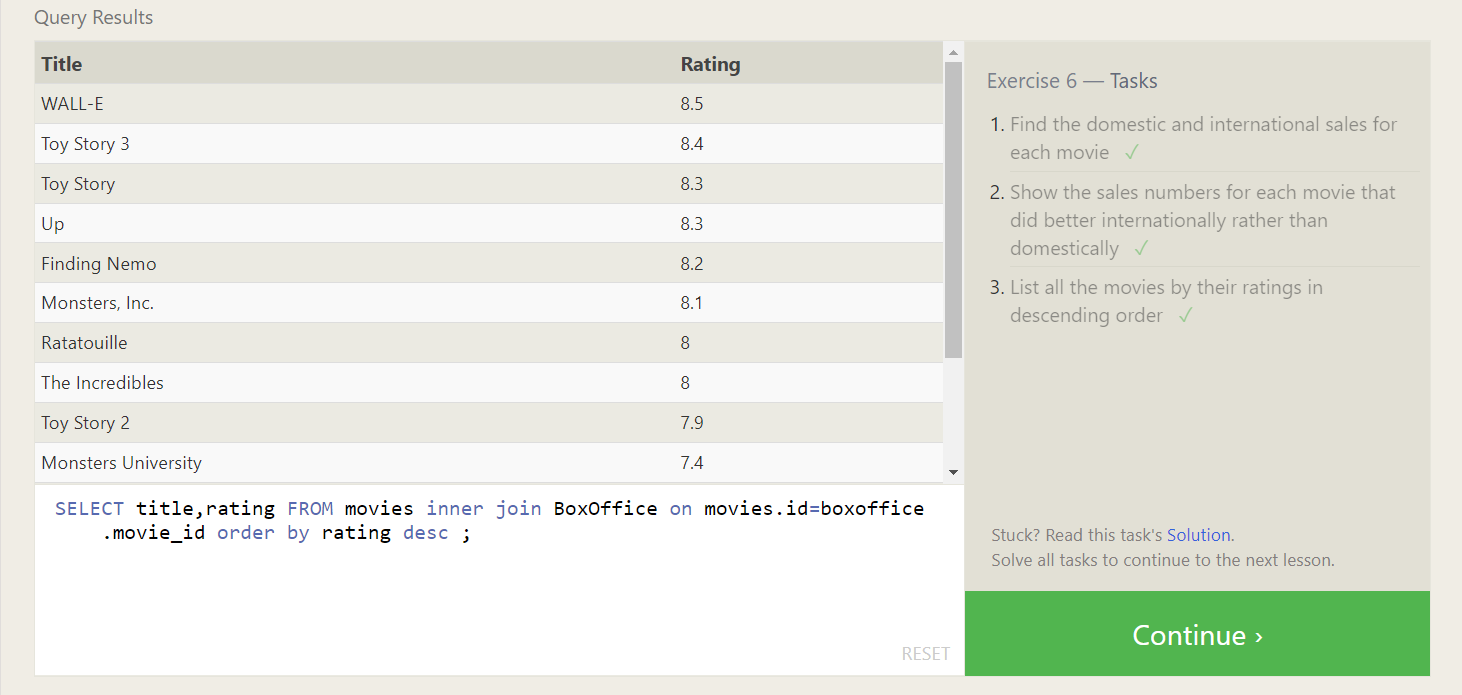 Query Results
Title Rating
WALL-E 8.5
Toy Story 3 8.4
Toy Story 8.3
Up 8.3
Finding Nemo 8.2
Monsters, Inc. 8.1
Ratatouille 8
The Incredibles 8
Toy Story 2 7.9
Monsters University 7.4
SELECT title,rating FROM movies inner join BoxOffice on movies.id=boxoffice
.movie_id order by rating desc ;
RESET
Exercise 6 — Tasks
1. Find the domestic and international sales for
each movie ✓
2. Show the sales numbers for each movie that
did better internationally rather than
domestically ✓
3. List all the movies by their ratings in
descending order ✓
Stuck? Read this task's Solution.
Solve all tasks to continue to the next lesson.
Continue ›